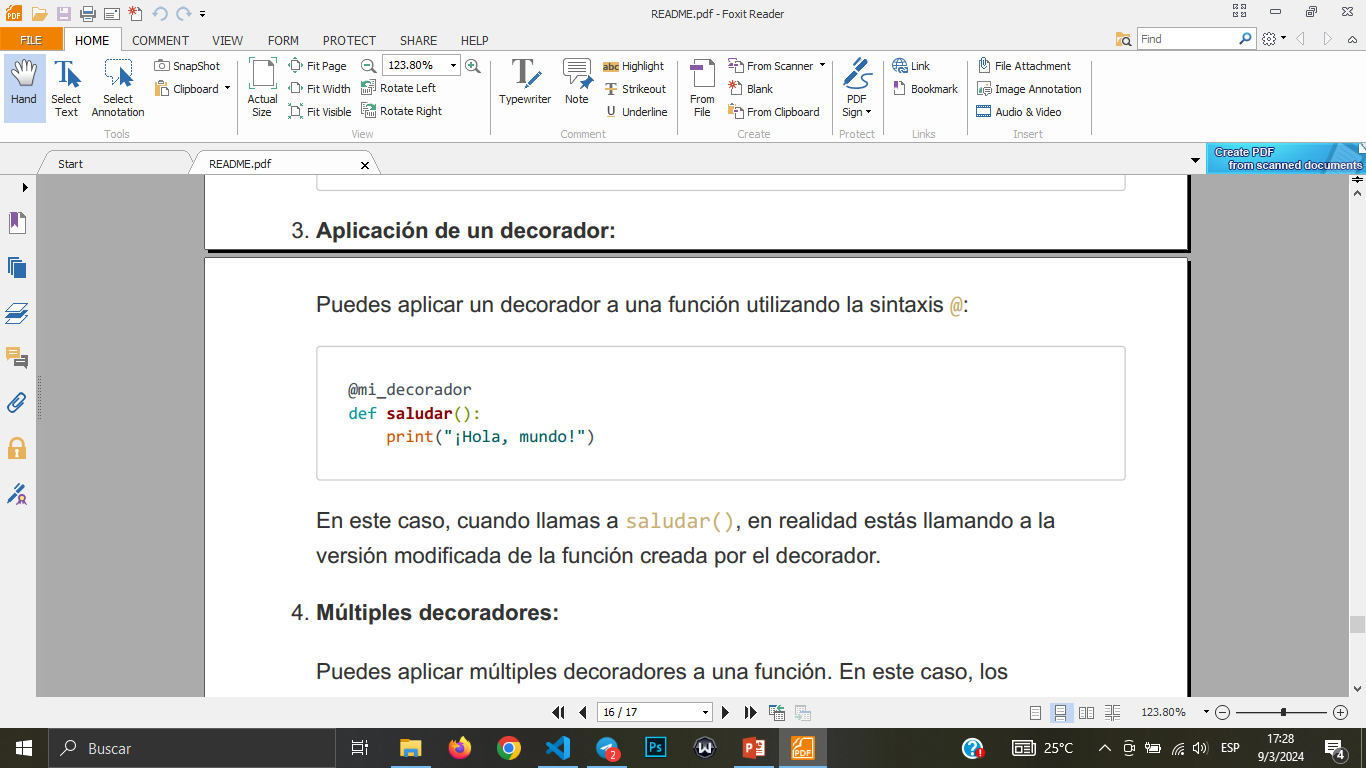 README.pdf - Foxit Reader
FILE HOME COMMENT VIEW FORM PROTECT SHARE HELP Find
SnapShot Fit Page 123.80% Highlight From Scanner Link File Attachment
Clipboard Fit Width Rotate Left Strikeout Blank Bookmark Image Annotation
Fit Visible Rotate Right Underline From Clipboard Audio & Video
Hand Select Text Select Annotation Actual Size Typewriter Note From File PDF Sign
Tools View Comment Create Protect Links Insert
Start README.pdf Create PDF
from scanned documents
3. Aplicación de un decorador:
Puedes aplicar un decorador a una función utilizando la sintaxis @:
@mi_decorador
def saludar():
    print("¡Hola, mundo!")
En este caso, cuando llamas a saludar(), en realidad estás llamando a la
versión modificada de la función creada por el decorador.
4. Múltiples decoradores:
Puedes aplicar múltiples decoradores a una función. En este caso, los
16 / 17 123.80%
Buscar 2 Ps 25°C ESP 17:28
9/3/2024 4